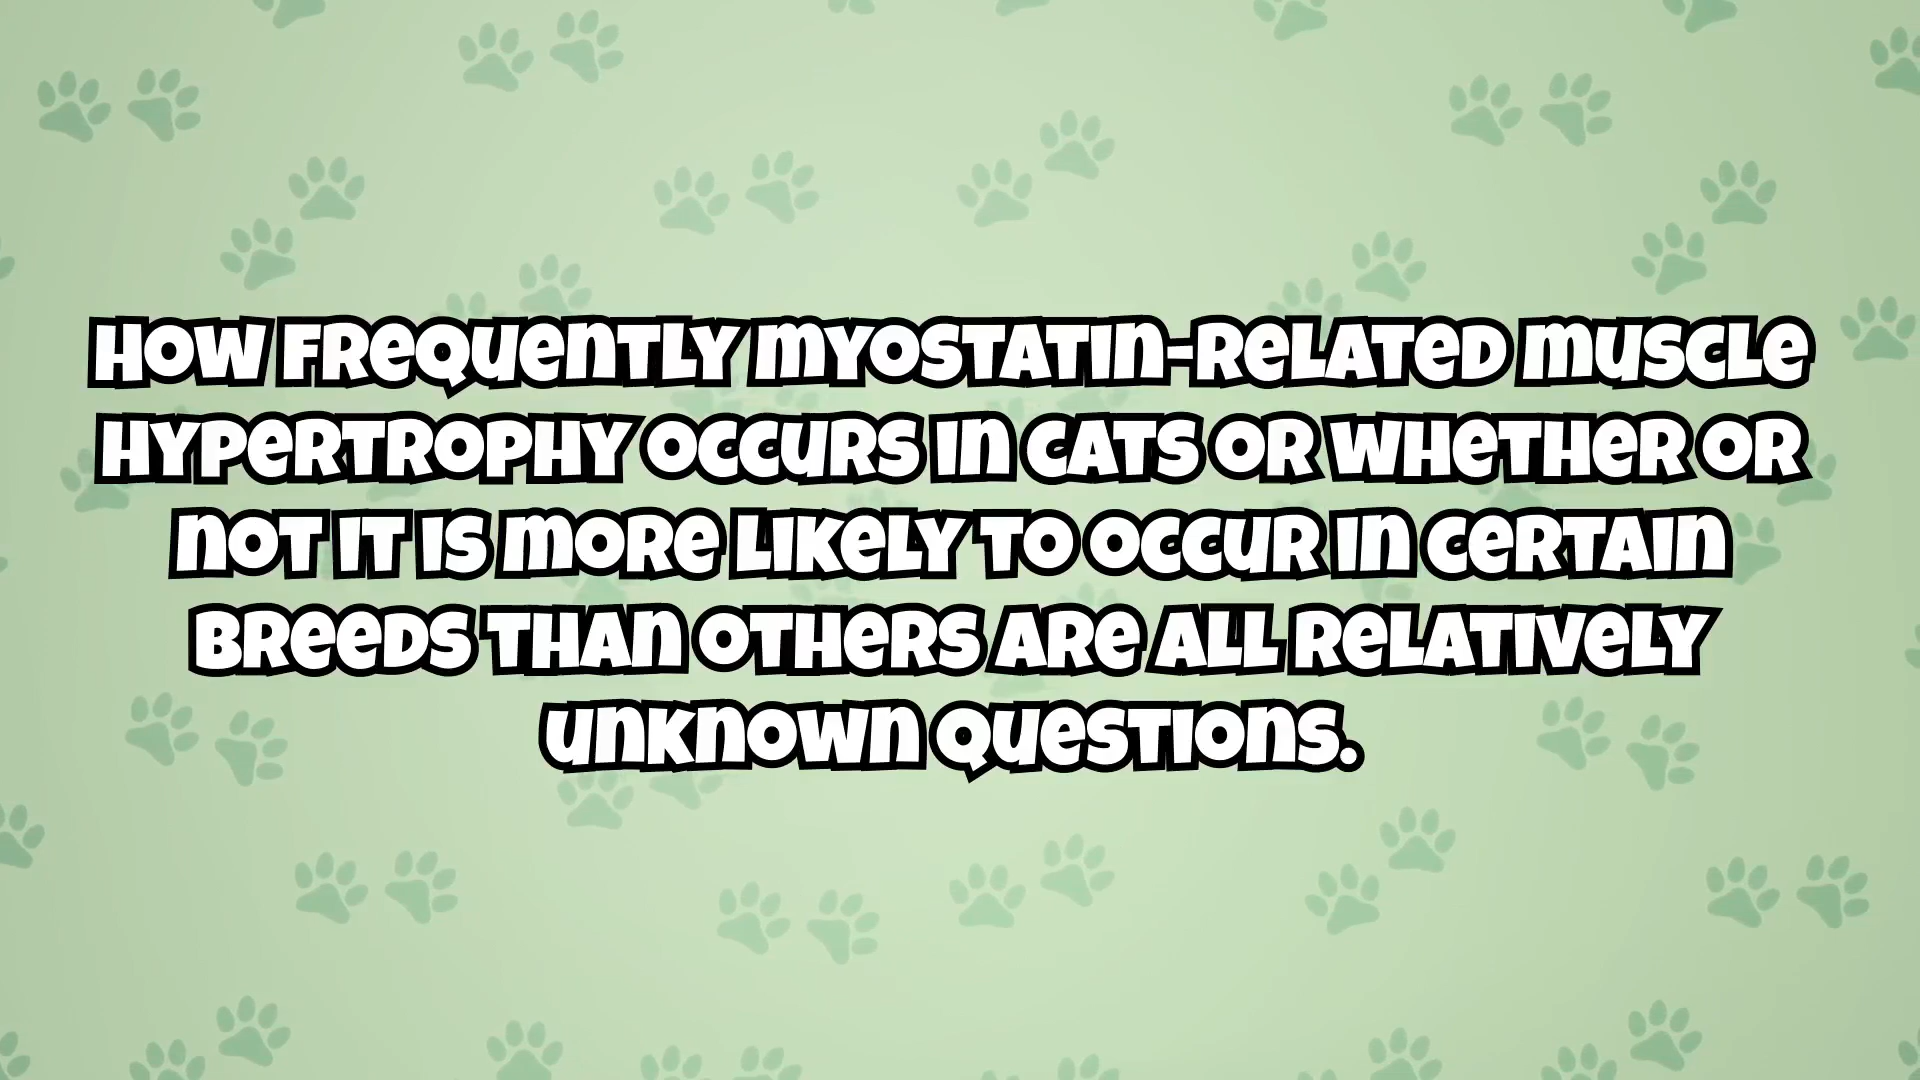 How frequently myostatin-related muscle
hypertrophy occurs in cats or whether or
not it is more likely to occur in certain
breeds than others are all relatively
unknown questions.